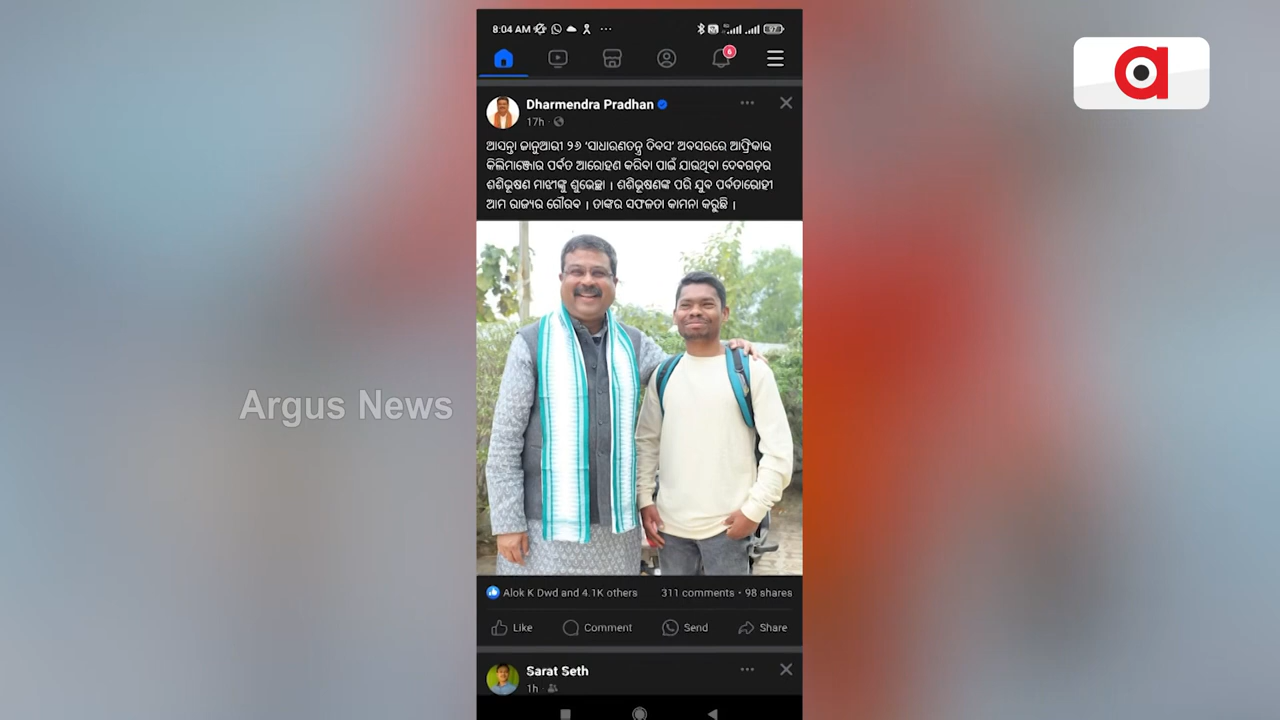 8:04 AM
97
6
a
Dharmendra Pradhan
17h ·
ଆସନ୍ତା ଜାନୁଆରୀ ୨୬ ‘ସାଧାରଣତନ୍ତ୍ର ଦିବସ’ ଅବସରରେ ଆଫ୍ରିକାର
କିଲିମାଞ୍ଜୋର ପର୍ବତ ଆରୋହଣ କରିବା ପାଇଁ ଯାଉଥିବା ଦେବଗଡ଼ର
ଶଶିଭୂଷଣ ମାଝୀଙ୍କୁ ଶୁଭେଚ୍ଛା । ଶଶିଭୂଷଣଙ୍କ ପରି ଯୁବ ପର୍ବତାରୋହୀ
ଆମ ରାଜ୍ୟର ଗୌରବ । ତାଙ୍କର ସଫଳତା କାମନା କରୁଛି ।
Argus News
Alok K Dwd and 4.1K others 311 comments · 98 shares
Like Comment Send Share
Sarat Seth
1h ·